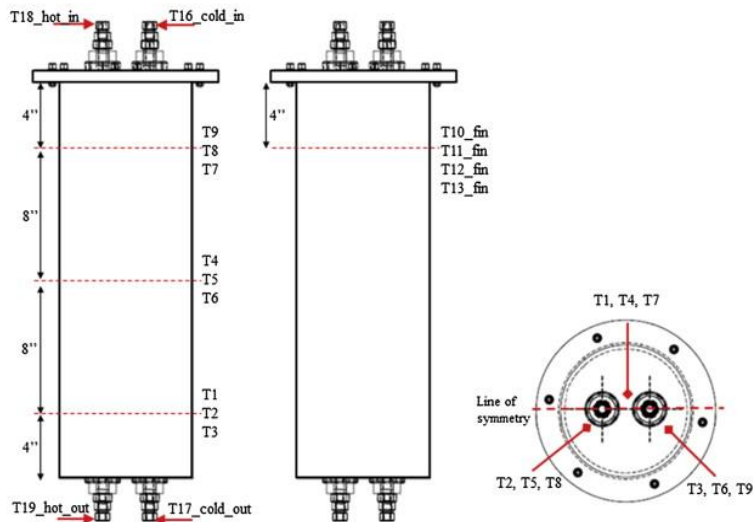 T18_hot_in
T16_cold_in
4’’
T9
T8
T7
8’’
T4
T5
T6
8’’
T1
T2
T3
4’’
T19_hot_out
T17_cold_out
4’’
T10_fin
T11_fin
T12_fin
T13_fin
T1, T4, T7
Line of
symmetry
T2, T5, T8
T3, T6, T9